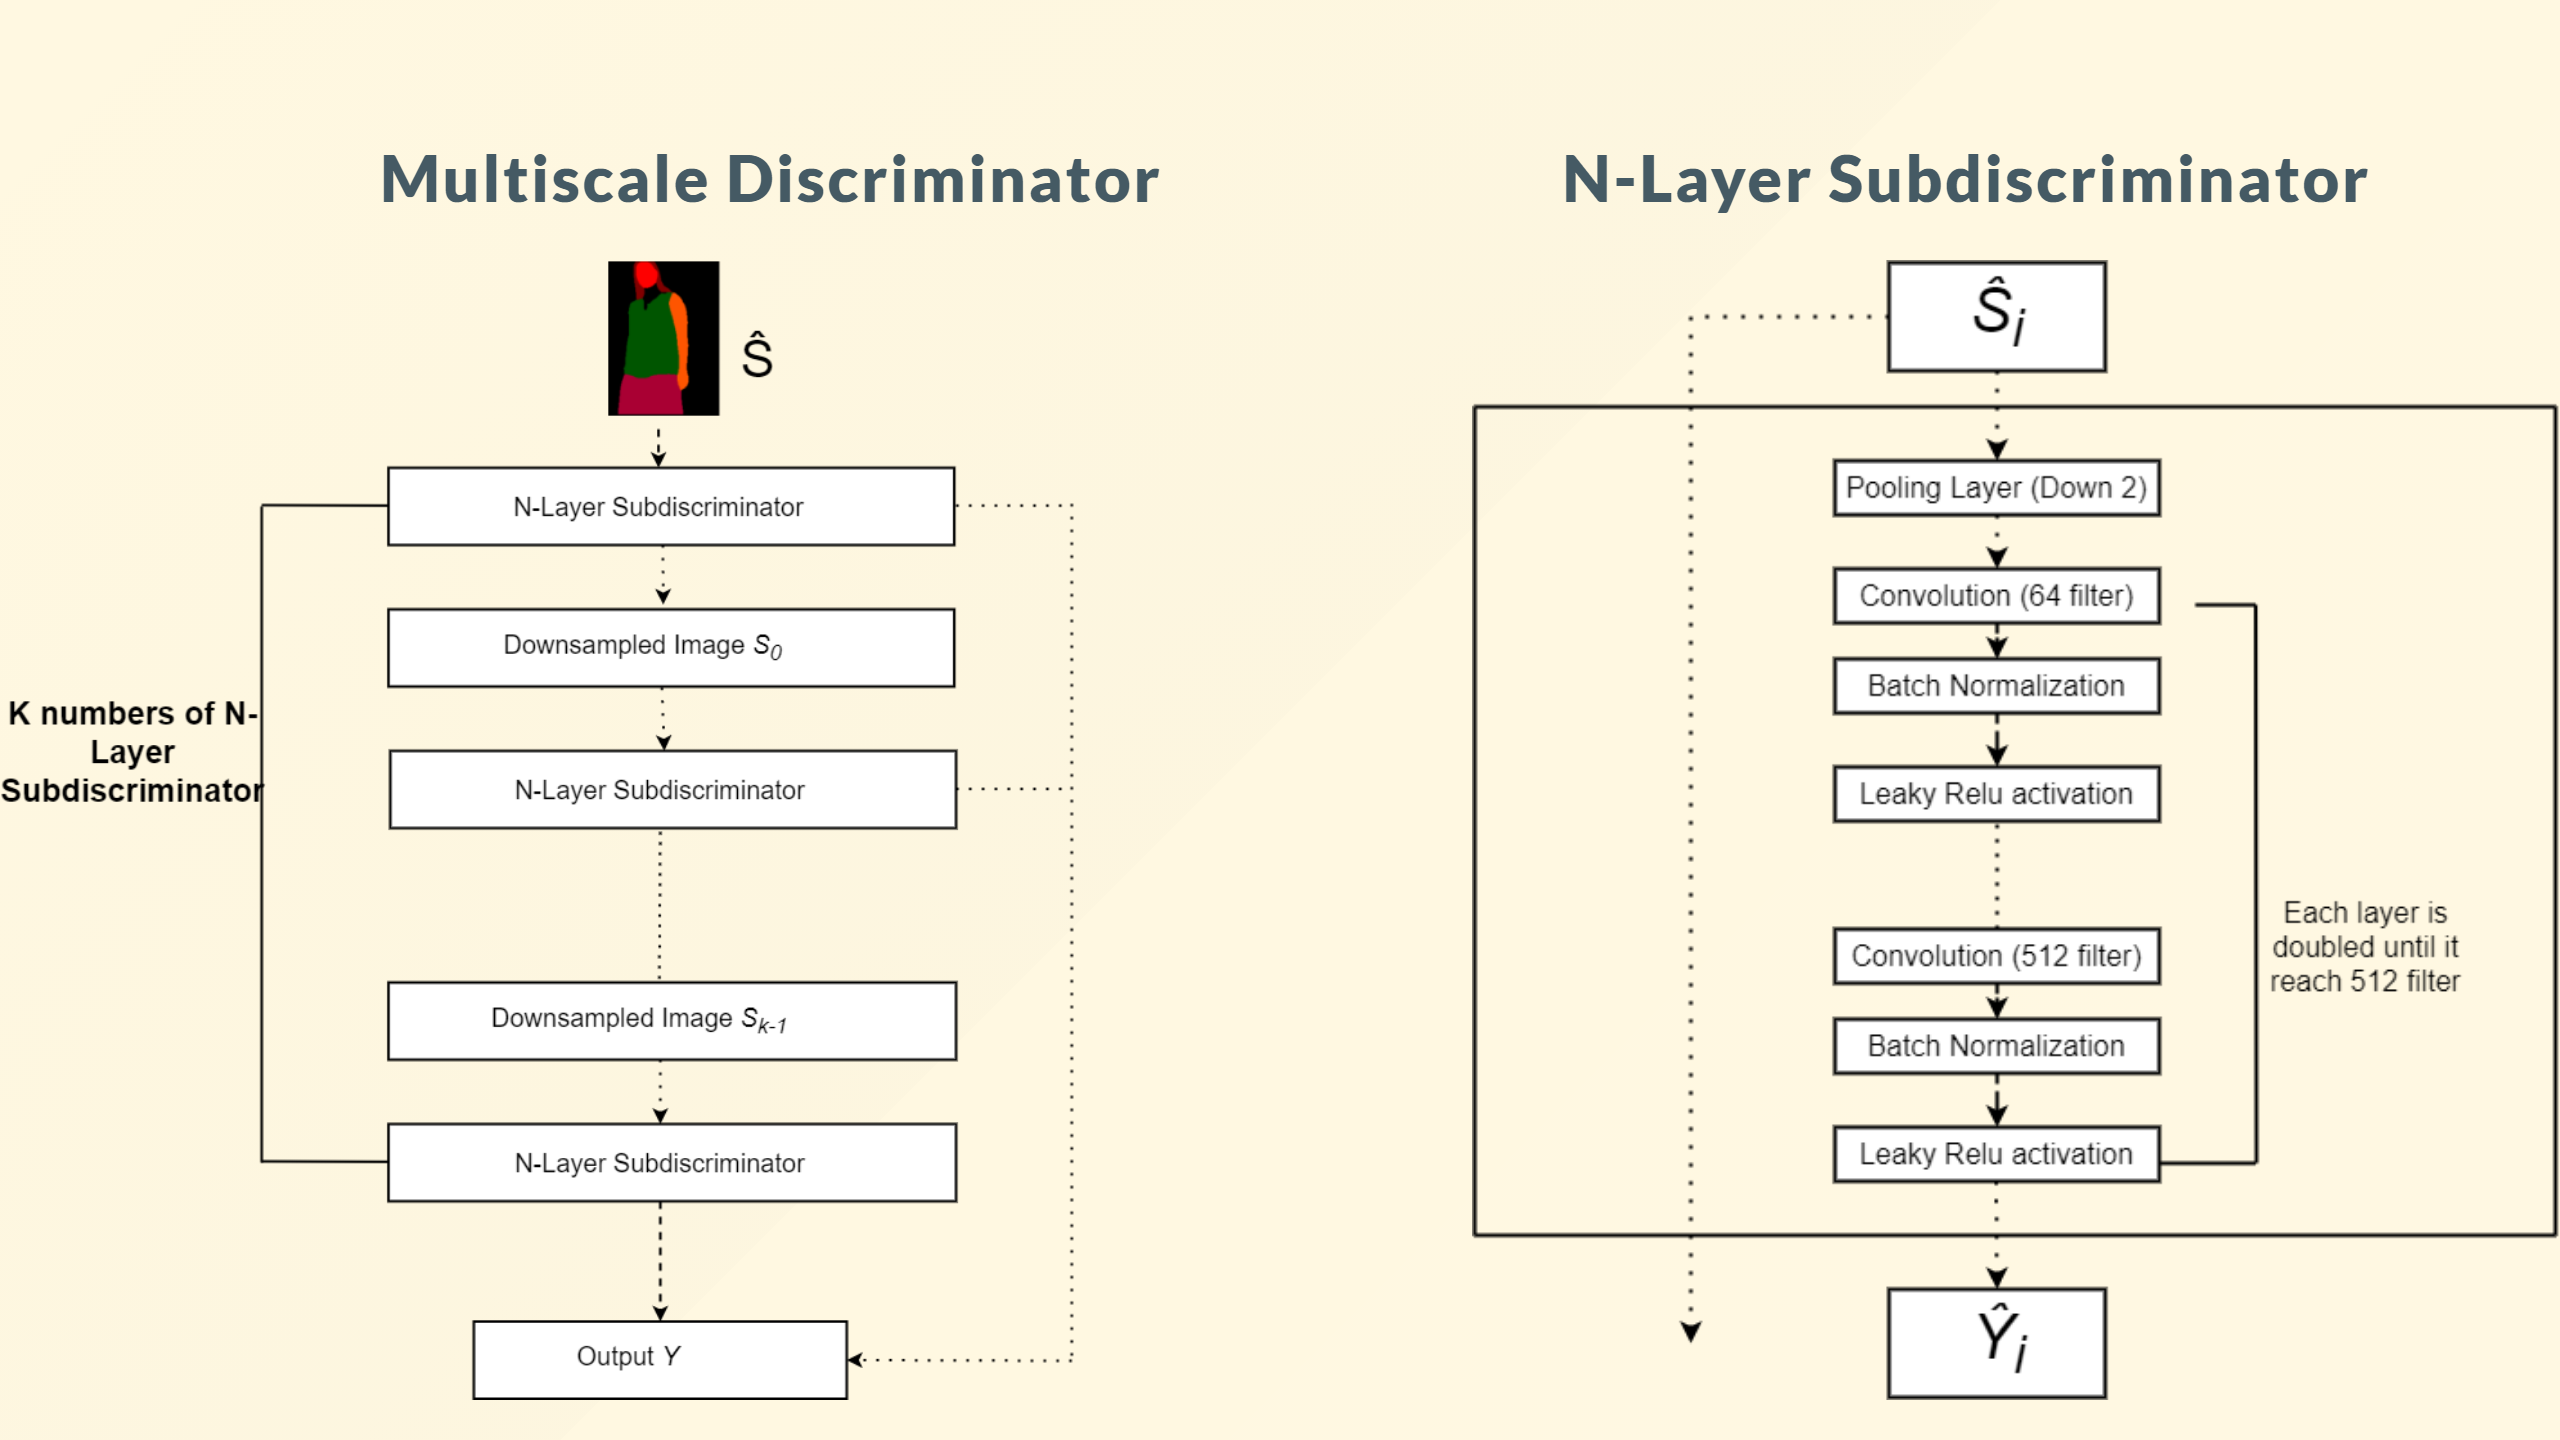 Multiscale Discriminator
Ŝ
N-Layer Subdiscriminator
Downsampled Image S0
N-Layer Subdiscriminator
K numbers of N-
Layer
Subdiscriminator
Downsampled Image Sk-1
N-Layer Subdiscriminator
Output Y
N-Layer Subdiscriminator
Ŝi
Pooling Layer (Down 2)
Convolution (64 filter)
Batch Normalization
Leaky Relu activation
Convolution (512 filter)
Batch Normalization
Leaky Relu activation
Each layer is
doubled until it
reach 512 filter
Ŷi